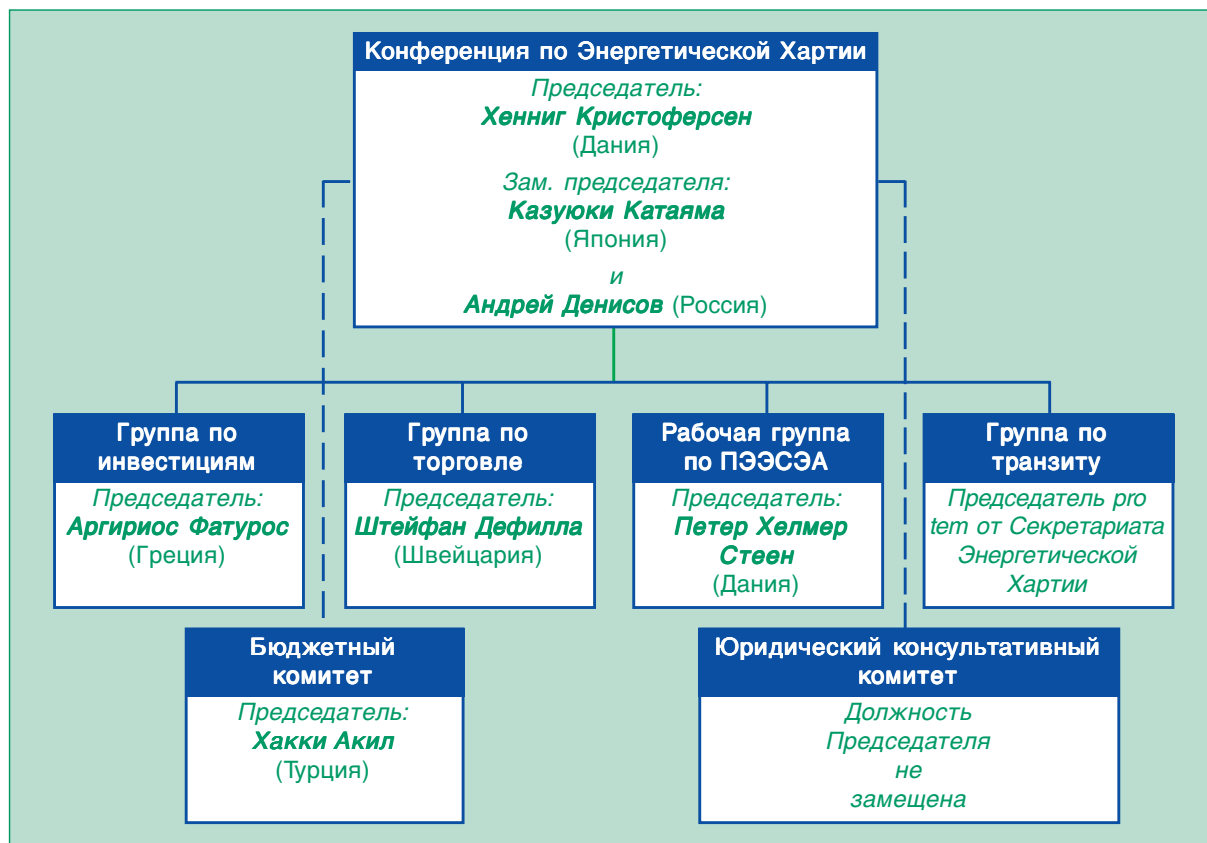 Конференция по Энергетической Хартии
Председатель:
Хенниг Кристоферсен
(Дания)
Зам. председателя:
Казуюки Катаяма
(Япония)
и
Андрей Денисов (Россия)
Группа по
инвестициям
Председатель:
Аргириос Фатурос
(Греция)
Группа по
торговле
Председатель:
Штейфан Дефилла
(Швейцария)
Рабочая группа
по ПЭЭСЭА
Председатель:
Петер Хелмер
Стеен
(Дания)
Группа по
транзиту
Председатель pro
tem от Секретариата
Энергетической
Хартии
Бюджетный
комитет
Председатель:
Хакки Акил
(Турция)
Юридический консультативный
комитет
Должность
Председателя
не
замещена